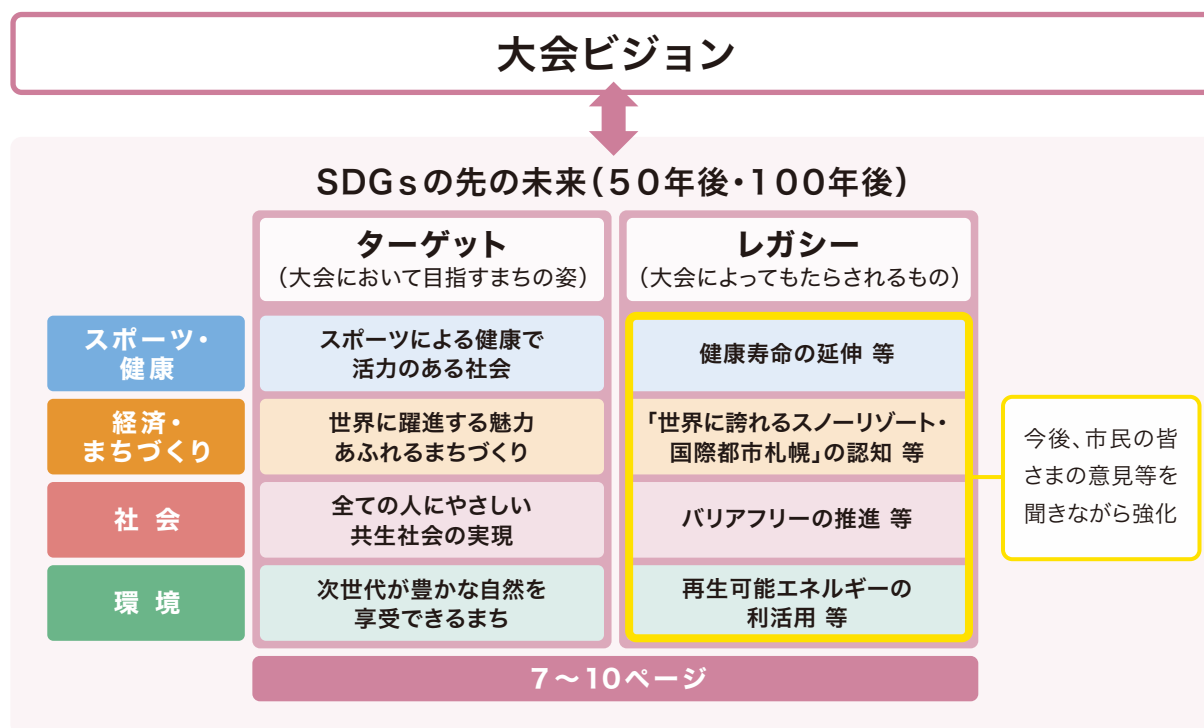 大会ビジョン
SDGsの先の未来(50年後・100年後)
ターゲット
(大会において目指すまちの姿)
レガシー
(大会によってもたらされるもの)
スポーツ・
健康
スポーツによる健康で
活力のある社会
健康寿命の延伸 等
経済・
まちづくり
世界に躍進する魅力
あふれるまちづくり
「世界に誇れるスノーリゾート・
国際都市札幌」の認知 等
社 会
全ての人にやさしい
共生社会の実現
バリアフリーの推進 等
環 境
次世代が豊かな自然を
享受できるまち
再生可能エネルギーの
利活用 等
今後、市民の皆
さまの意見等を
聞きながら強化
7〜10ページ